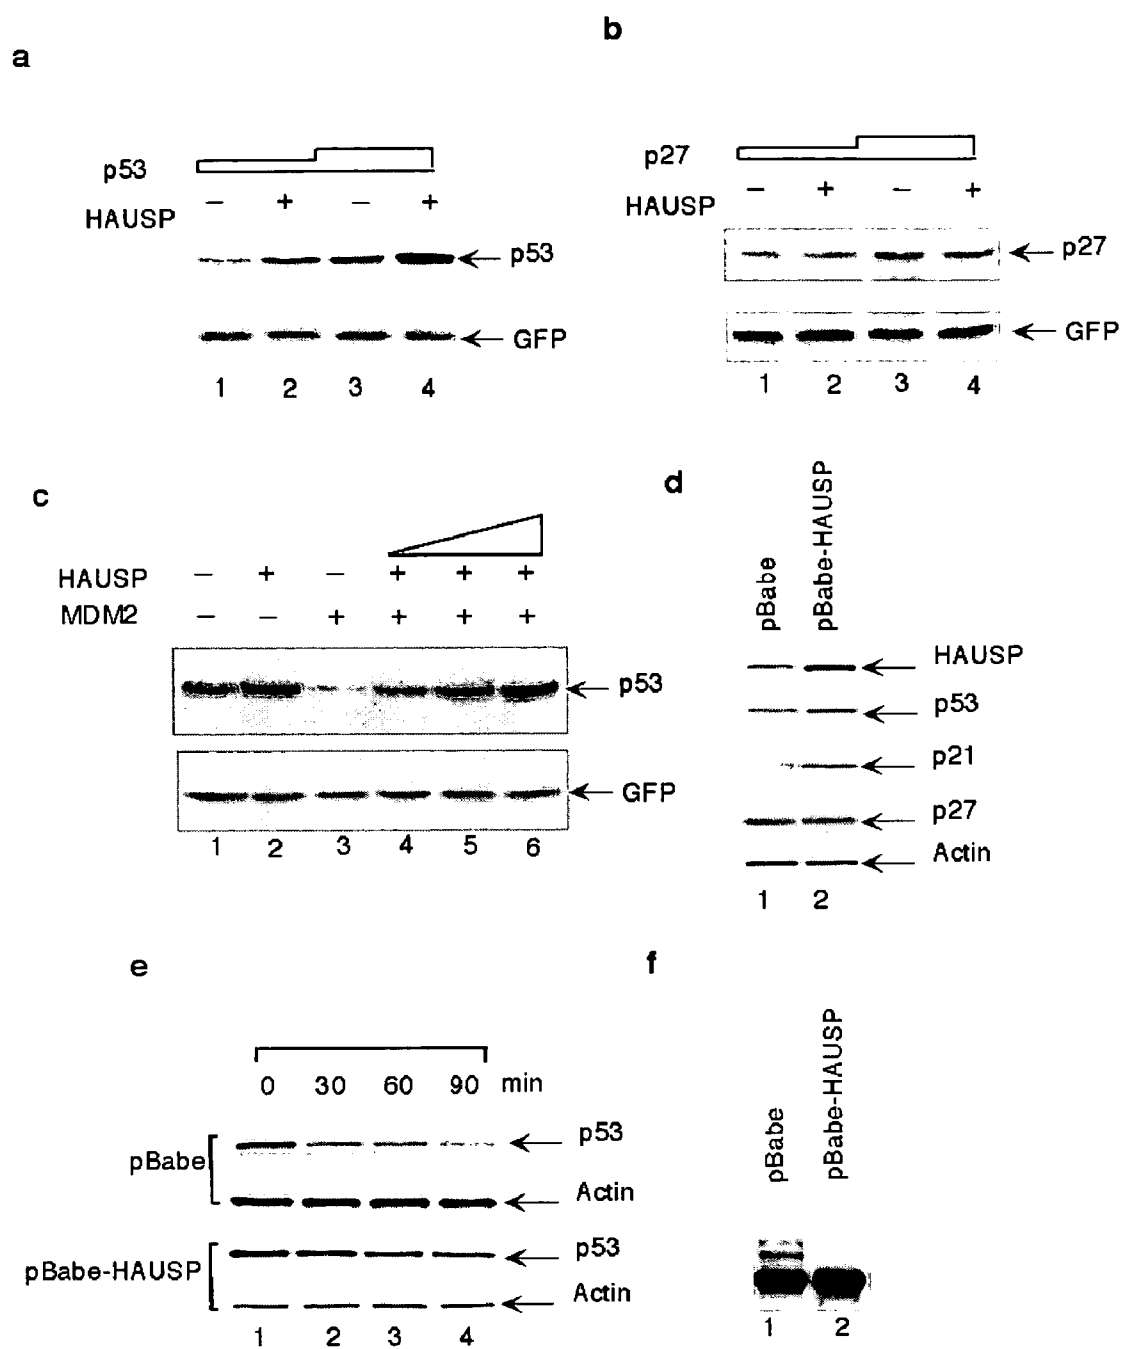 a
p53
HAUSP
− + − +
p53
GFP
1 2 3 4
b
p27
HAUSP
− + − +
p27
GFP
1 2 3 4
c
HAUSP − + − + + +
MDM2 − − + + + +
p53
GFP
1 2 3 4 5 6
d
pBabe
pBabe-HAUSP
HAUSP
p53
p21
p27
Actin
1 2
e
0 30 60 90 min
pBabe
p53
Actin
pBabe-HAUSP
p53
Actin
1 2 3 4
f
pBabe
pBabe-HAUSP
1 2